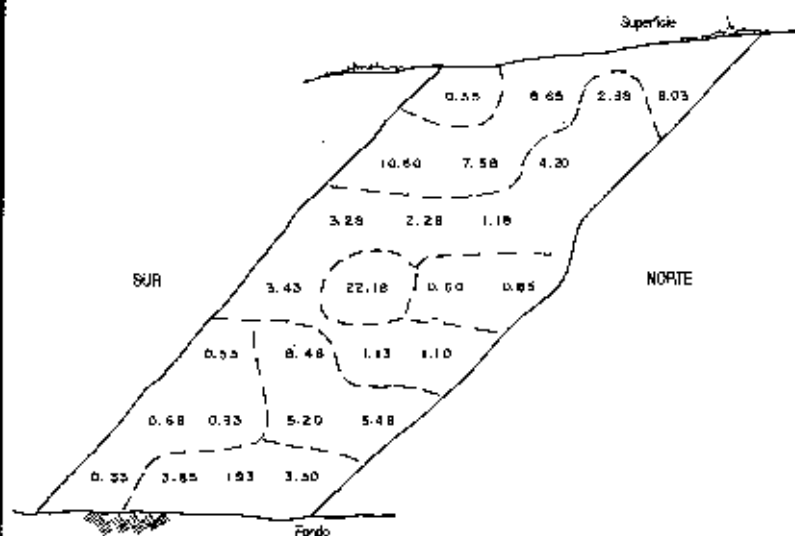 Superficie
0.55 8.65 2.38 8.03
10.60 7.58 4.20
3.28 2.28 1.18
SUR 3.43 22.18 0.60 0.85 NORTE
0.55 8.48 1.13 1.10
0.68 0.33 5.20 5.48
0.33 3.85 1.93 3.50
Fondo